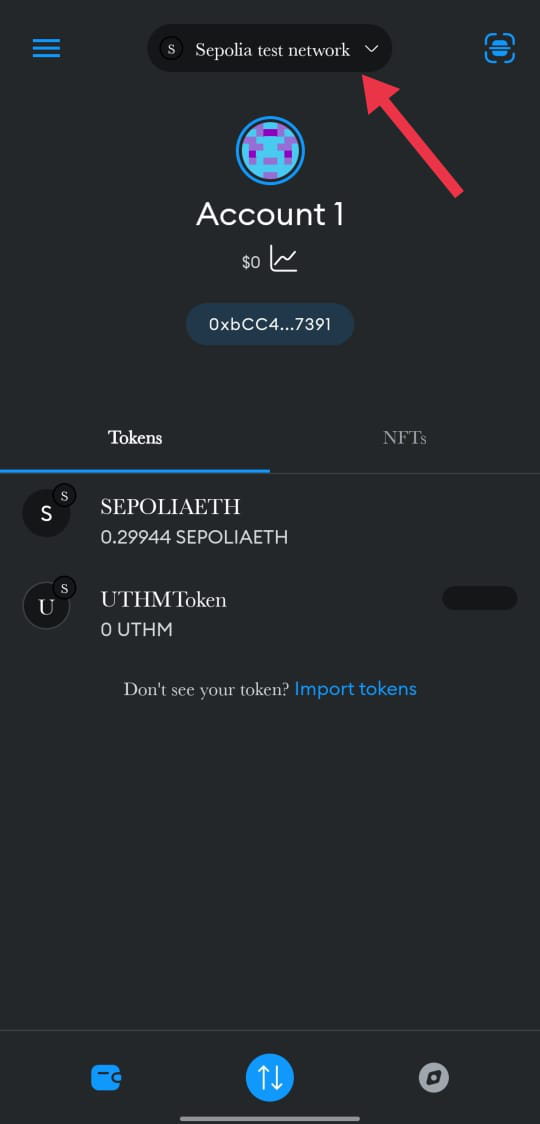 S Sepolia test network
Account 1
$0
0xbCC4...7391
Tokens NFTs
S
S SEPOLIAETH
0.29944 SEPOLIAETH
S
U UTHMToken
0 UTHM
Don't see your token? Import tokens